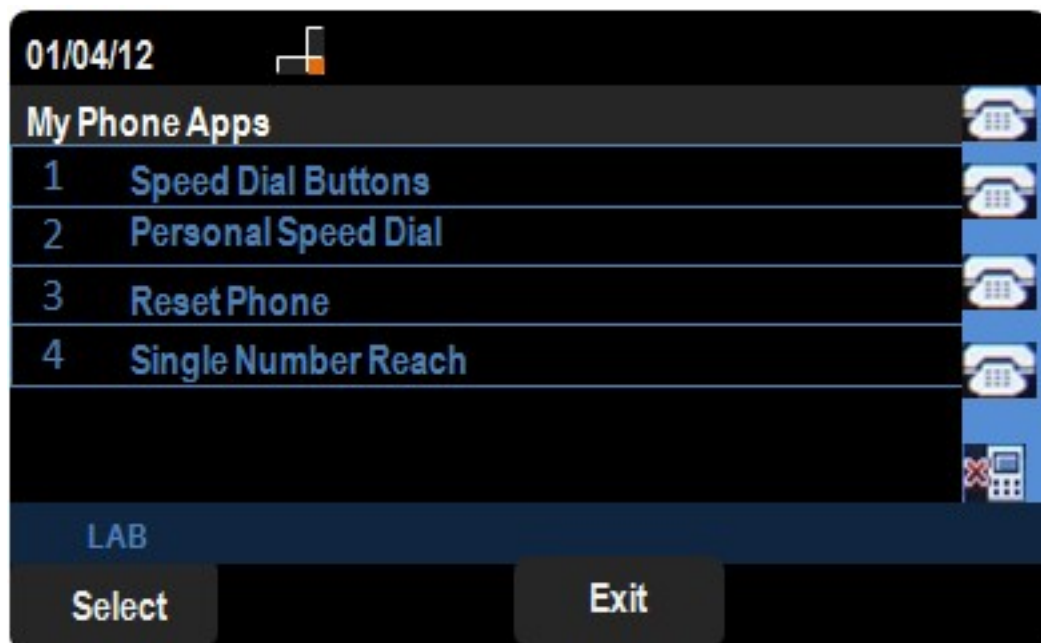 01/04/12
My Phone Apps
1 Speed Dial Buttons
2 Personal Speed Dial
3 Reset Phone
4 Single Number Reach
LAB
Select Exit